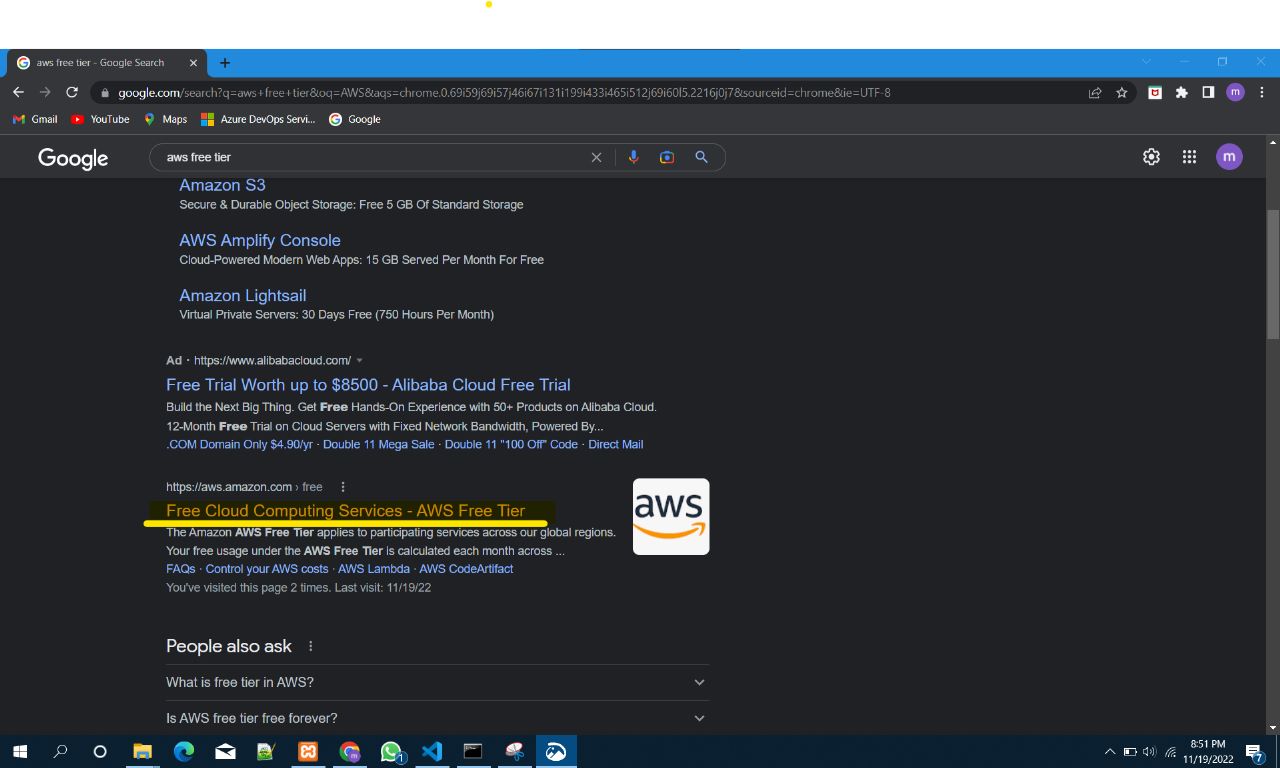 aws free tier - Google Search
google.com/search?q=aws+free+tier&oq=AWS&aqs=chrome.0.69i59j69i57j46i67i131i199i433i465i512j69i60l5.2216j0j7&sourceid=chrome&ie=UTF-8
m
Gmail
YouTube
Maps
Azure DevOps Servi...
Google
Google
aws free tier
m
Amazon S3
Secure & Durable Object Storage: Free 5 GB Of Standard Storage
AWS Amplify Console
Cloud-Powered Modern Web Apps: 15 GB Served Per Month For Free
Amazon Lightsail
Virtual Private Servers: 30 Days Free (750 Hours Per Month)
Ad · https://www.alibabacloud.com/
Free Trial Worth up to $8500 - Alibaba Cloud Free Trial
Build the Next Big Thing. Get Free Hands-On Experience with 50+ Products on Alibaba Cloud.
12-Month Free Trial on Cloud Servers with Fixed Network Bandwidth, Powered By...
.COM Domain Only $4.90/yr · Double 11 Mega Sale · Double 11 "100 Off" Code · Direct Mail
https://aws.amazon.com › free
Free Cloud Computing Services - AWS Free Tier
aws
The Amazon AWS Free Tier applies to participating services across our global regions.
Your free usage under the AWS Free Tier is calculated each month across ...
FAQs · Control your AWS costs · AWS Lambda · AWS CodeArtifact
You've visited this page 2 times. Last visit: 11/19/22
People also ask
What is free tier in AWS?
Is AWS free tier free forever?
m
1
8:51 PM
11/19/2022
7